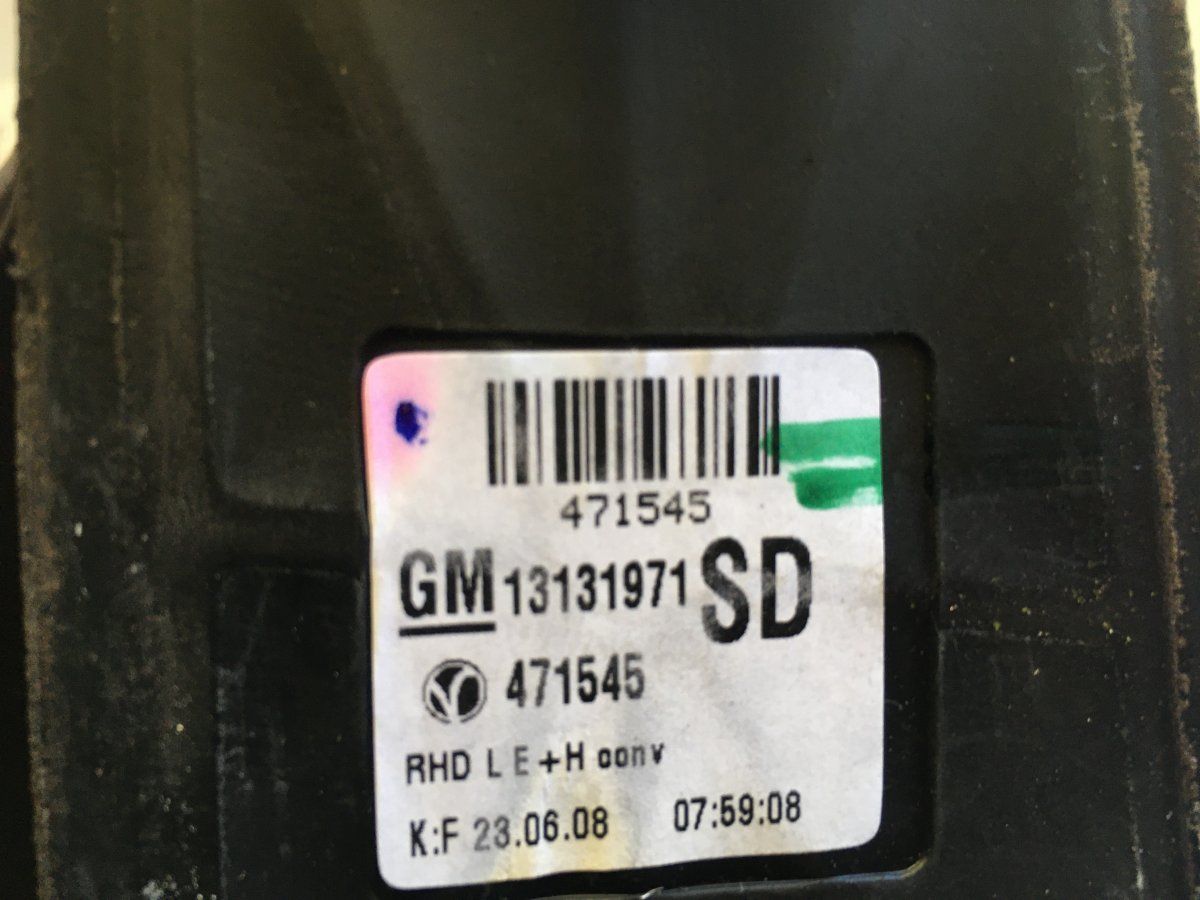 471545
GM 13131971 SD
471545
RHD L E+H conv
K:F 23.06.08 07:59:08